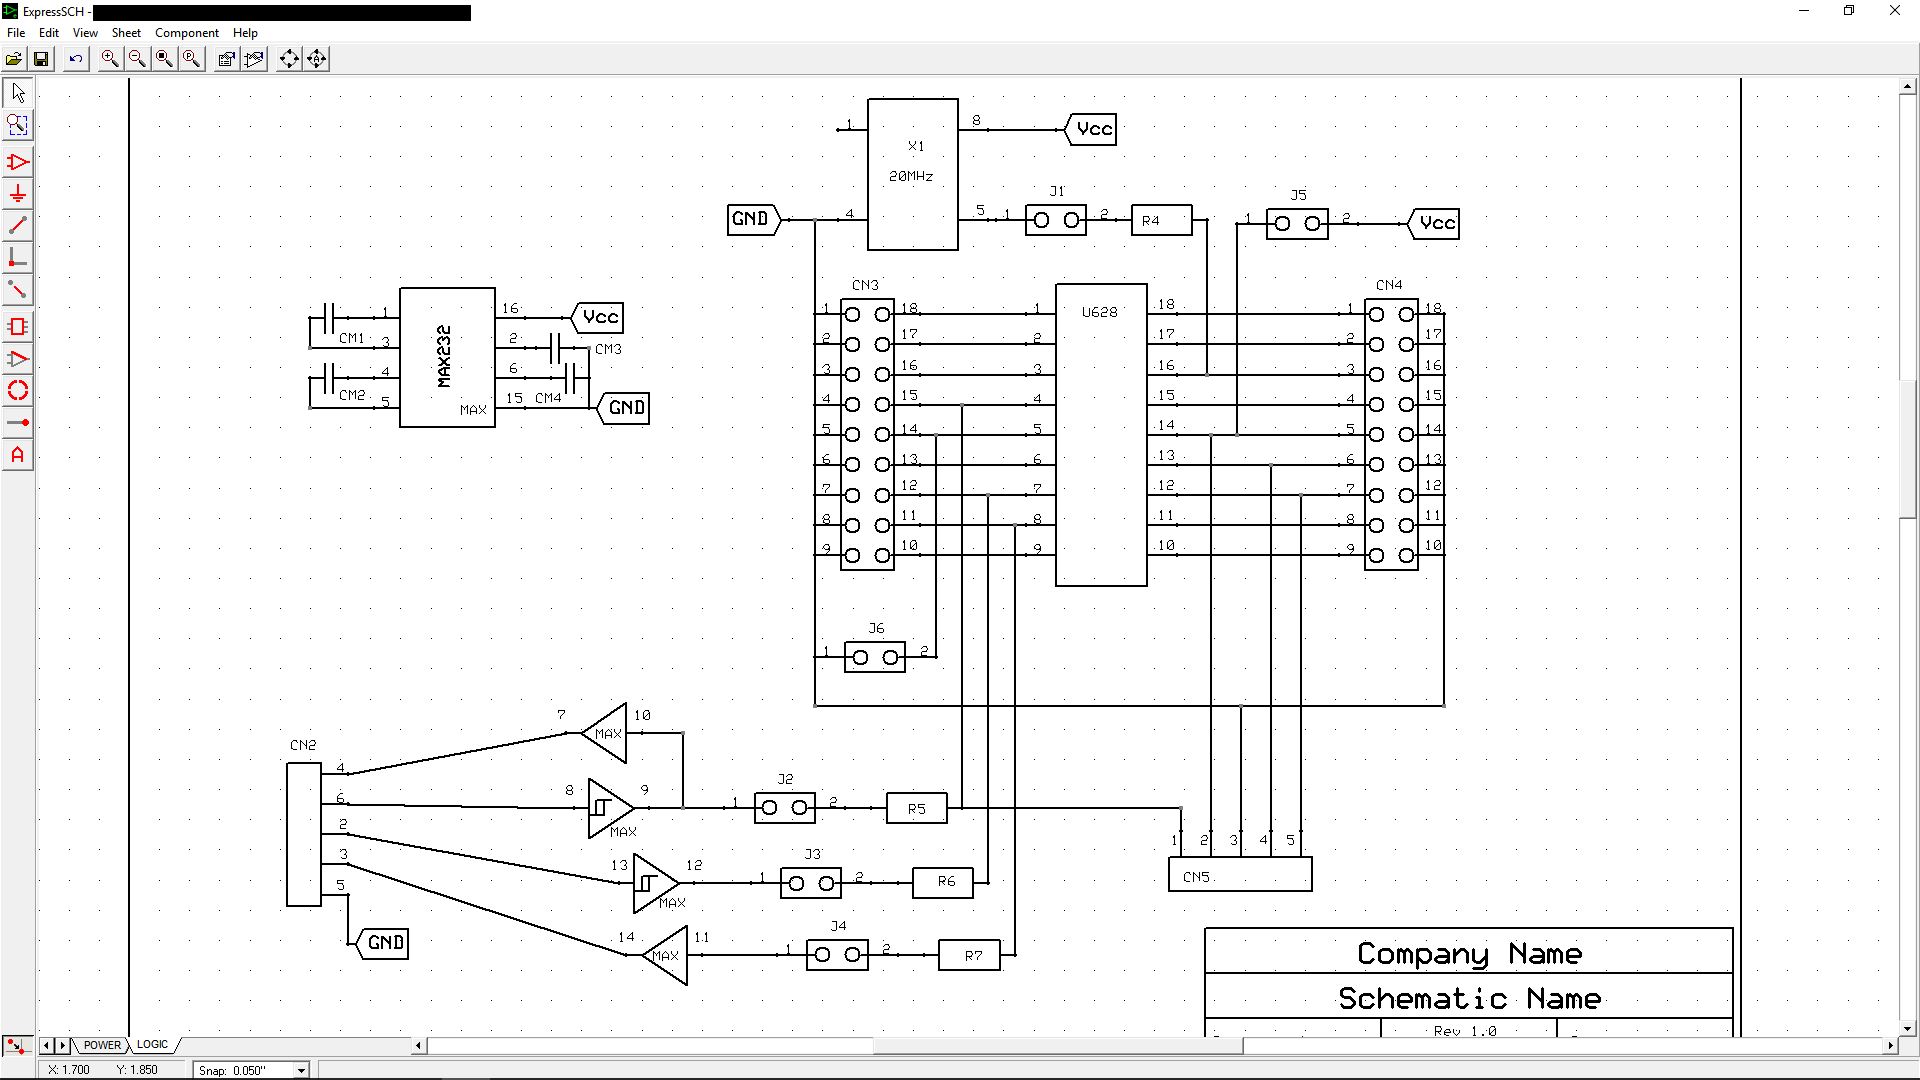 ExpressSCH -
File Edit View Sheet Component Help
1 X1 8 Vcc
20MHz
GND 4 5 1 J1 2 R4 1 J5 2 Vcc
MAX232 MAX
1 16 Vcc
CM1 3 2 CM3
4 6
CM2 5 15 CM4 GND
CN3 U628 CN4
1 18 1 18 1 18
2 17 2 17 2 17
3 16 3 16 3 16
4 15 4 15 4 15
5 14 5 14 5 14
6 13 6 13 6 13
7 12 7 12 7 12
8 11 8 11 8 11
9 10 9 10 9 10
J6
1 2
7 MAX 10
CN2
4
6 8 MAX 9 1 J2 2 R5
2 13 MAX 12 1 J3 2 R6
3 14 MAX 11 1 J4 2 R7
5
GND
1 2 3 4 5
CN5
Company Name
Schematic Name
Rev 1.0
POWER LOGIC
X: 1.700 Y: 1.850 Snap: 0.050"